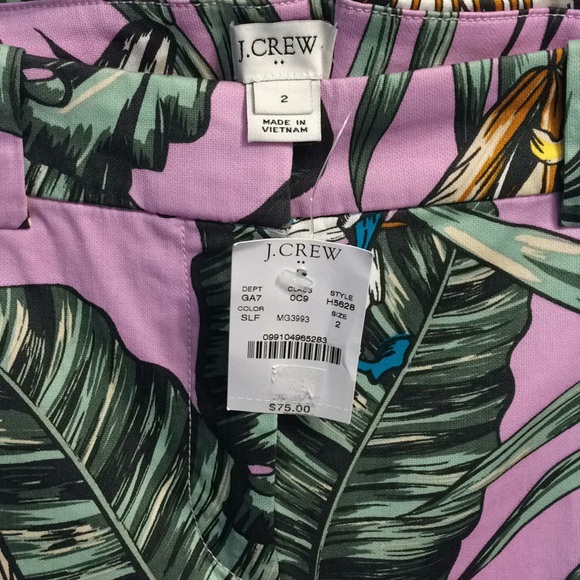 J.CREW
2
MADE IN
VIETNAM
J.CREW
DEPT CLASS STYLE
GA7 0C9 H5628
COLOR SIZE
SLF MG3993 2
099104965283
$75.00